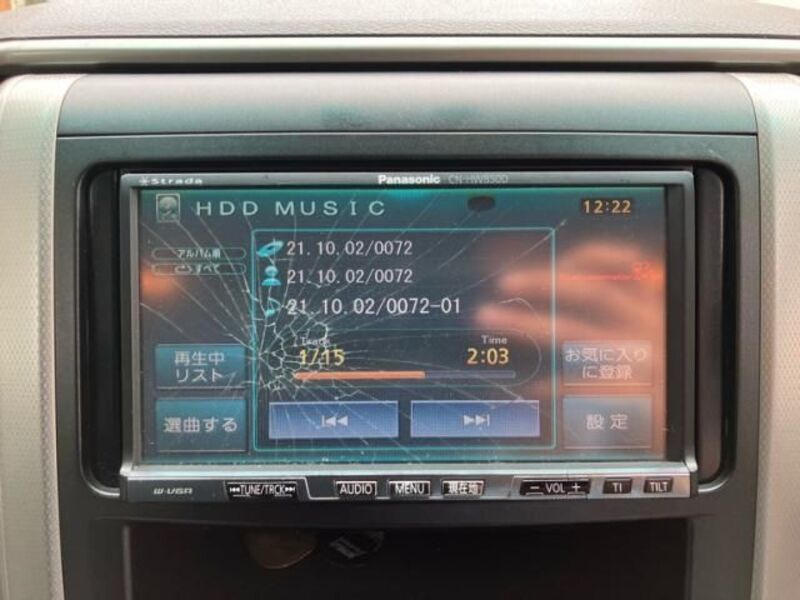 Strada
Panasonic CN-HW850D
HDD MUSIC
12:22
アルバム順
すべて
21.10.02/0072
21.10.02/0072
21.10.02/0072-01
Track
1/15
Time
2:03
再生中
リスト
お気に入り
に登録
選曲する
設定
W-VGA
TUNE/TRCK
AUDIO
MENU
現在地
− VOL +
TI
TILT